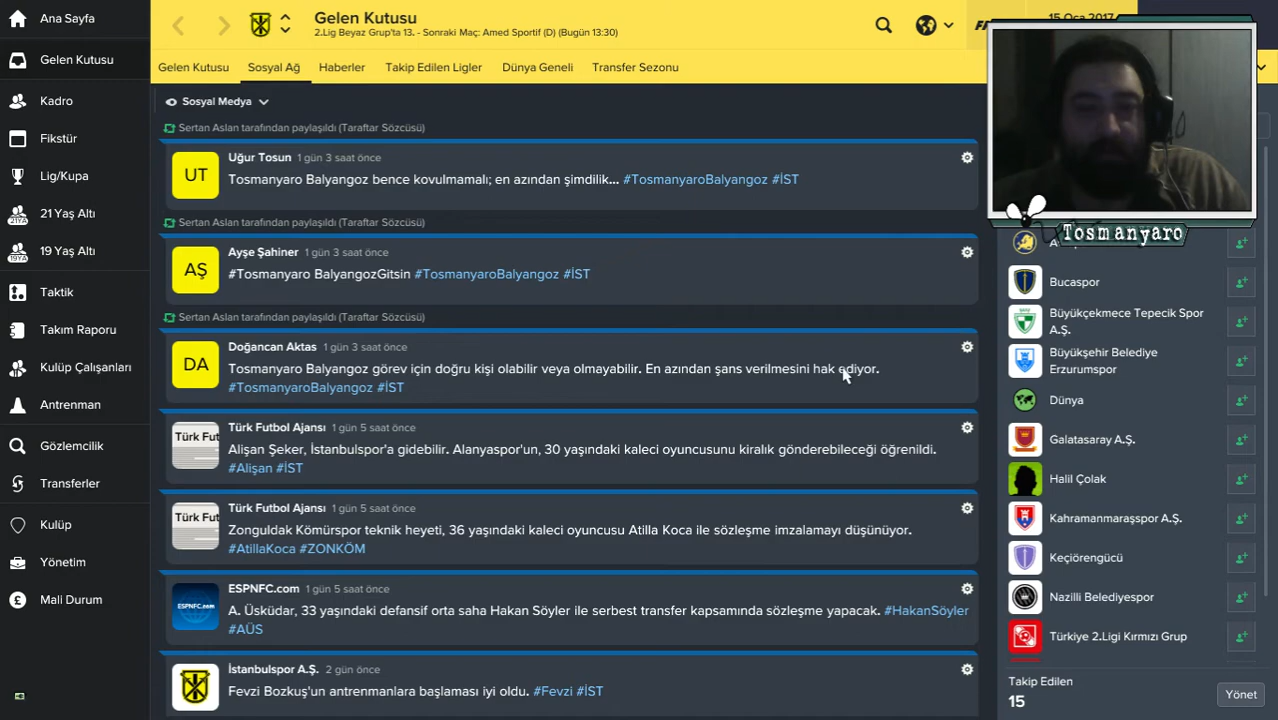 Ana Sayfa
Gelen Kutusu
Kadro
Fikstür
Lig/Kupa
21 Yaş Altı
19 Yaş Altı
Taktik
Takım Raporu
Kulüp Çalışanları
Antrenman
Gözlemcilik
Transferler
Kulüp
Yönetim
Mali Durum
Gelen Kutusu
2.Lig Beyaz Grup'ta 13. - Sonraki Maç: Amed Sportif (D) (Bugün 13:30)
15 Oca 2017
Gelen Kutusu Sosyal Ağ Haberler Takip Edilen Ligler Dünya Geneli Transfer Sezonu
Sosyal Medya
Sertan Aslan tarafından paylaşıldı (Taraftar Sözcüsü)
UT
Uğur Tosun 1 gün 3 saat önce
Tosmanyaro Balyangoz bence kovulmamalı; en azından şimdilik... #TosmanyaroBalyangoz #İST
Sertan Aslan tarafından paylaşıldı (Taraftar Sözcüsü)
AŞ
Ayşe Şahiner 1 gün 3 saat önce
#Tosmanyaro BalyangozGitsin #TosmanyaroBalyangoz #İST
Sertan Aslan tarafından paylaşıldı (Taraftar Sözcüsü)
DA
Doğancan Aktas 1 gün 3 saat önce
Tosmanyaro Balyangoz görev için doğru kişi olabilir veya olmayabilir. En azından şans verilmesini hak ediyor.
#TosmanyaroBalyangoz #İST
Türk Fut
Türk Futbol Ajansı 1 gün 5 saat önce
Alişan Şeker, İstanbulspor'a gidebilir. Alanyaspor'un, 30 yaşındaki kaleci oyuncusunu kiralık gönderebileceği öğrenildi.
#Alişan #İST
Türk Fut
Türk Futbol Ajansı 1 gün 5 saat önce
Zonguldak Kömürspor teknik heyeti, 36 yaşındaki kaleci oyuncusu Atilla Koca ile sözleşme imzalamayı düşünüyor.
#AtillaKoca #ZONKÖM
ESPNFC.com
ESPNFC.com 1 gün 5 saat önce
A. Üsküdar, 33 yaşındaki defansif orta saha Hakan Söyler ile serbest transfer kapsamında sözleşme yapacak. #HakanSöyler
#AÜS
İstanbulspor A.Ş. 2 gün önce
Fevzi Bozkuş'un antrenmanlara başlaması iyi oldu. #Fevzi #İST
Tosmanyaro
Bucaspor
Büyükçekmece Tepecik Spor
A.Ş.
Büyükşehir Belediye
Erzurumspor
Dünya
Galatasaray A.Ş.
Halil Çolak
Kahramanmaraşspor A.Ş.
Keçiörengücü
Nazilli Belediyespor
Türkiye 2.Ligi Kırmızı Grup
Takip Edilen
15
Yönet